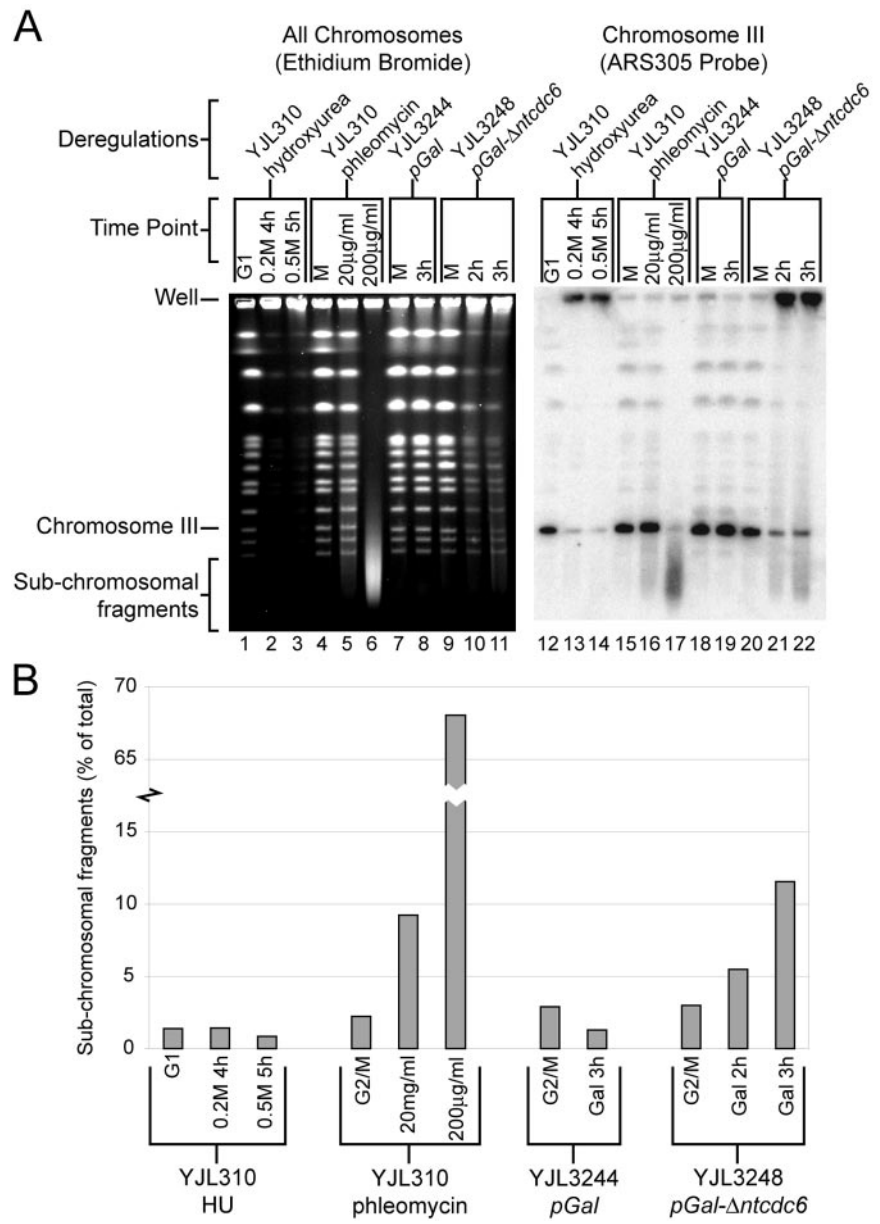 A
All Chromosomes
(Ethidium Bromide)
Chromosome III
(ARS305 Probe)
Deregulations
YJL310
hydroxyurea
YJL310
phleomycin
YJL3244
pGal
YJL3248
pGal-Δntcdc6
YJL310
hydroxyurea
YJL310
phleomycin
YJL3244
pGal
YJL3248
pGal-Δntcdc6
Time Point
G1
0.2M 4h
0.5M 5h
M
20µg/ml
200µg/ml
M
3h
M
2h
3h
G1
0.2M 4h
0.5M 5h
M
20µg/ml
200µg/ml
M
3h
M
2h
3h
Well
Chromosome III
Sub-chromosomal
fragments
1 2 3 4 5 6 7 8 9 10 11
12 13 14 15 16 17 18 19 20 21 22
B
Sub-chromosomal fragments (% of total)
70
65
15
10
5
0
G1
0.2M 4h
0.5M 5h
G2/M
20mg/ml
200µg/ml
G2/M
Gal 3h
G2/M
Gal 2h
Gal 3h
YJL310
HU
YJL310
phleomycin
YJL3244
pGal
YJL3248
pGal-Δntcdc6